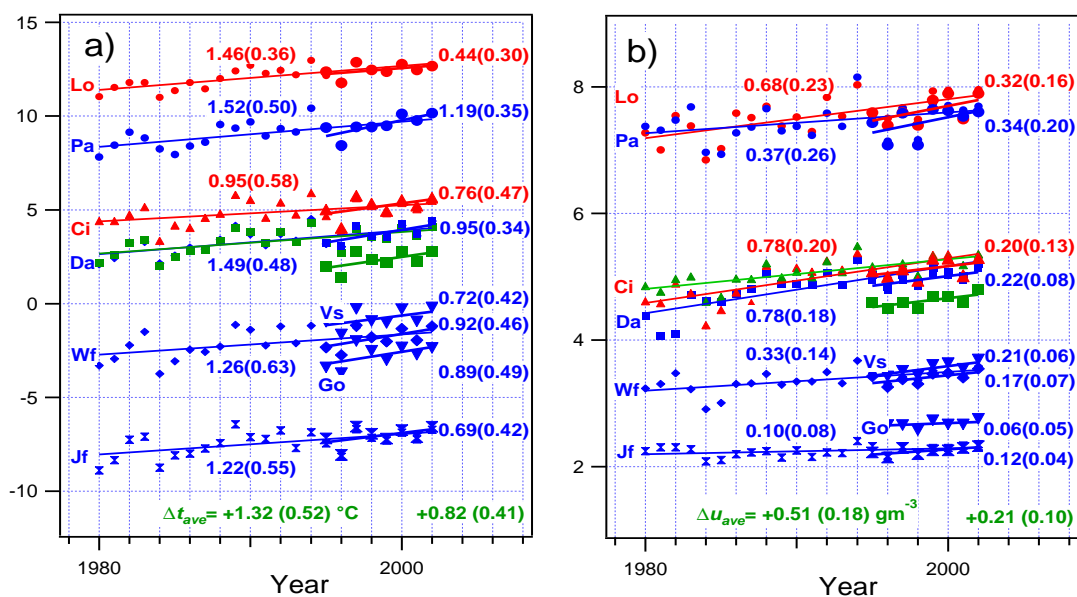 a)
15
10
5
0
-5
-10
Lo
1.46(0.36)
0.44(0.30)
Pa
1.52(0.50)
1.19(0.35)
Ci
0.95(0.58)
0.76(0.47)
Da
1.49(0.48)
0.95(0.34)
Vs
0.72(0.42)
Wf
1.26(0.63)
0.92(0.46)
Go
0.89(0.49)
Jf
1.22(0.55)
0.69(0.42)
Δt_ave= +1.32 (0.52) °C
+0.82 (0.41)
1980
2000
Year
b)
8
6
4
2
Lo
0.68(0.23)
0.32(0.16)
Pa
0.37(0.26)
0.34(0.20)
Ci
0.78(0.20)
0.20(0.13)
Da
0.78(0.18)
0.22(0.08)
Wf
0.33(0.14)
Vs
0.21(0.06)
0.17(0.07)
Go
0.06(0.05)
Jf
0.10(0.08)
0.12(0.04)
Δu_ave = +0.51 (0.18) gm⁻³
+0.21 (0.10)
1980
2000
Year